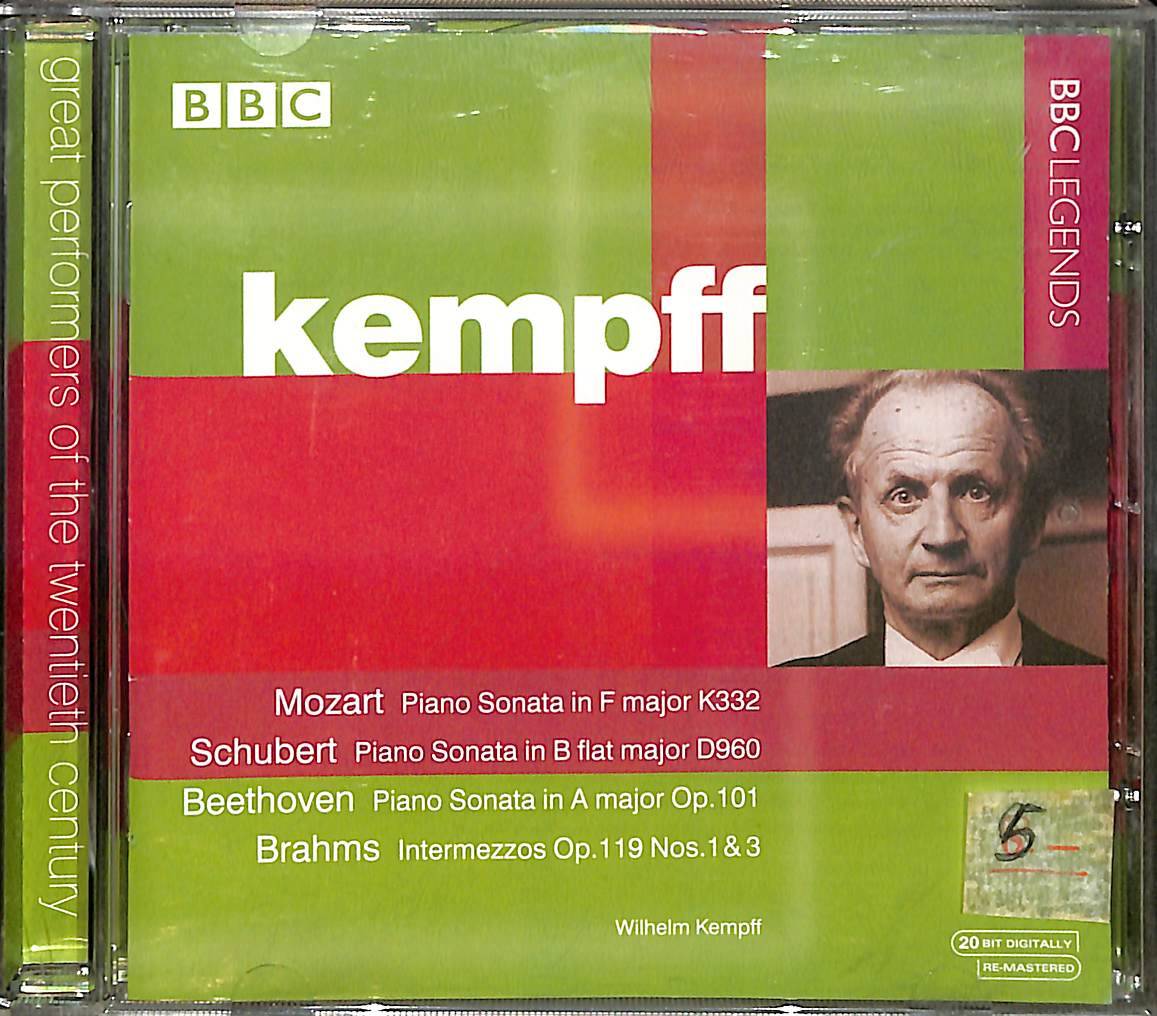 great performers of the twentieth century
BBC
BBC LEGENDS
kempff
Mozart Piano Sonata in F major K332
Schubert Piano Sonata in B flat major D960
Beethoven Piano Sonata in A major Op.101
Brahms Intermezzos Op.119 Nos.1 & 3
Wilhelm Kempff
5 –
20 BIT DIGITALLY
RE-MASTERED